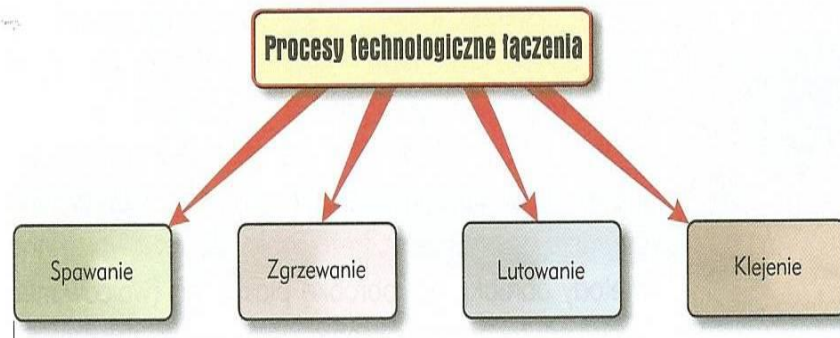 Procesy technologiczne łączenia
Spawanie
Zgrzewanie
Lutowanie
Klejenie